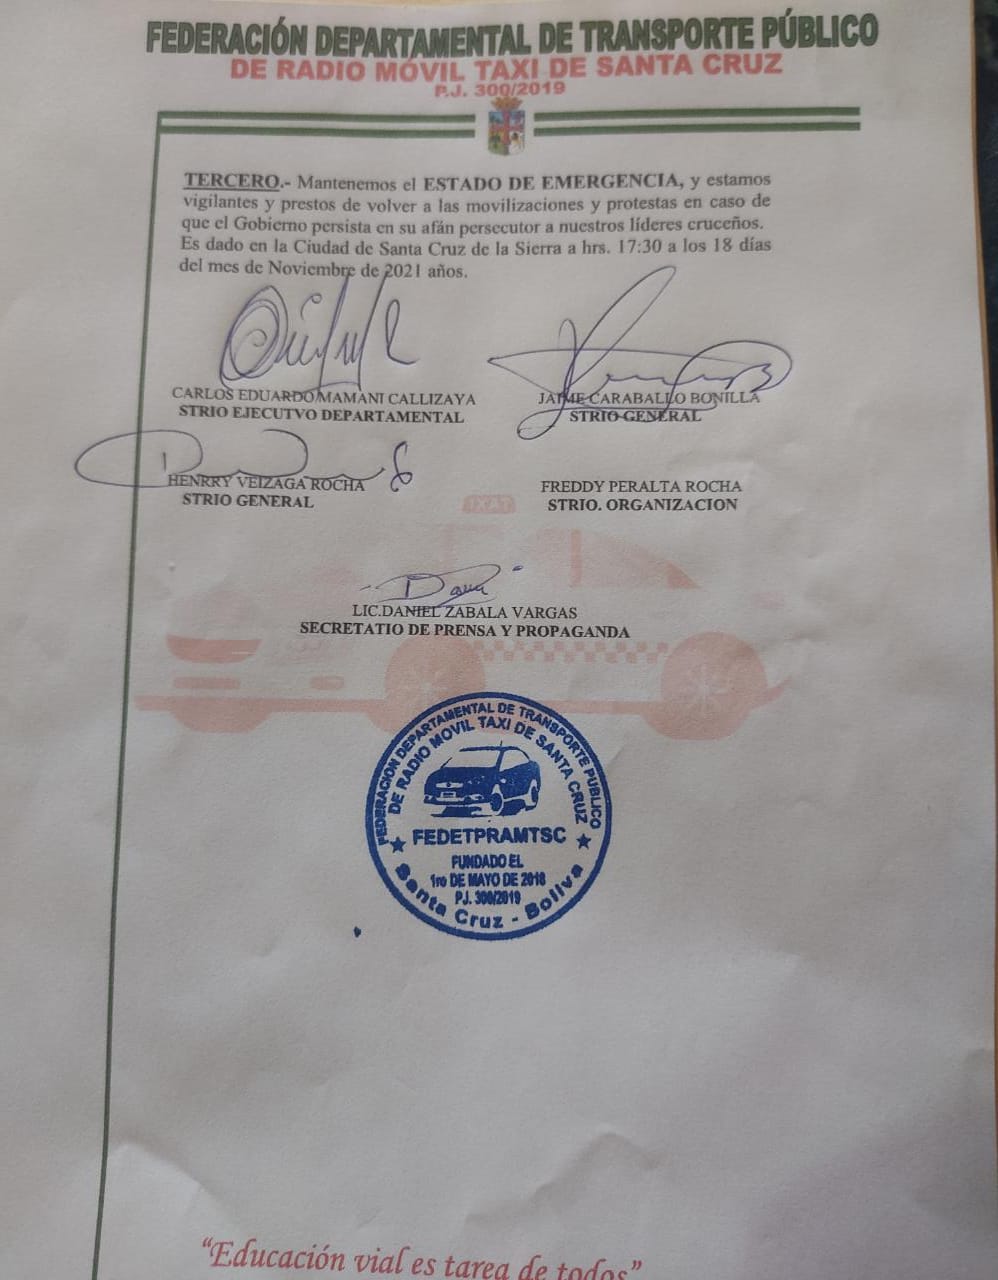 FEDERACIÓN DEPARTAMENTAL DE TRANSPORTE PÚBLICO
DE RADIO MÓVIL TAXI DE SANTA CRUZ
P.J. 300/2019
TERCERO.- Mantenemos el ESTADO DE EMERGENCIA, y estamos
vigilantes y prestos de volver a las movilizaciones y protestas en caso de
que el Gobierno persista en su afán persecutor a nuestros líderes cruceños.
Es dado en la Ciudad de Santa Cruz de la Sierra a hrs. 17:30 a los 18 días
del mes de Noviembre de 2021 años.
CARLOS EDUARDO MAMANI CALLIZAYA
STRIO EJECUTVO DEPARTAMENTAL
JAIME CARABALLO BONILLA
STRIO GENERAL
HENRRY VEIZAGA ROCHA
STRIO GENERAL
FREDDY PERALTA ROCHA
STRIO. ORGANIZACION
TAXI
LIC.DANIEL ZABALA VARGAS
SECRETATIO DE PRENSA Y PROPAGANDA
FEDERACION DEPARTAMENTAL DE TRANSPORTE PUBLICO
DE RADIO MOVIL TAXI DE SANTA CRUZ
FEDETPRAMTSC
FUNDADO EL
1ro DE MAYO DE 2018
P.J. 300/2019
Santa Cruz - Bolivia
“Educación vial es tarea de todos”